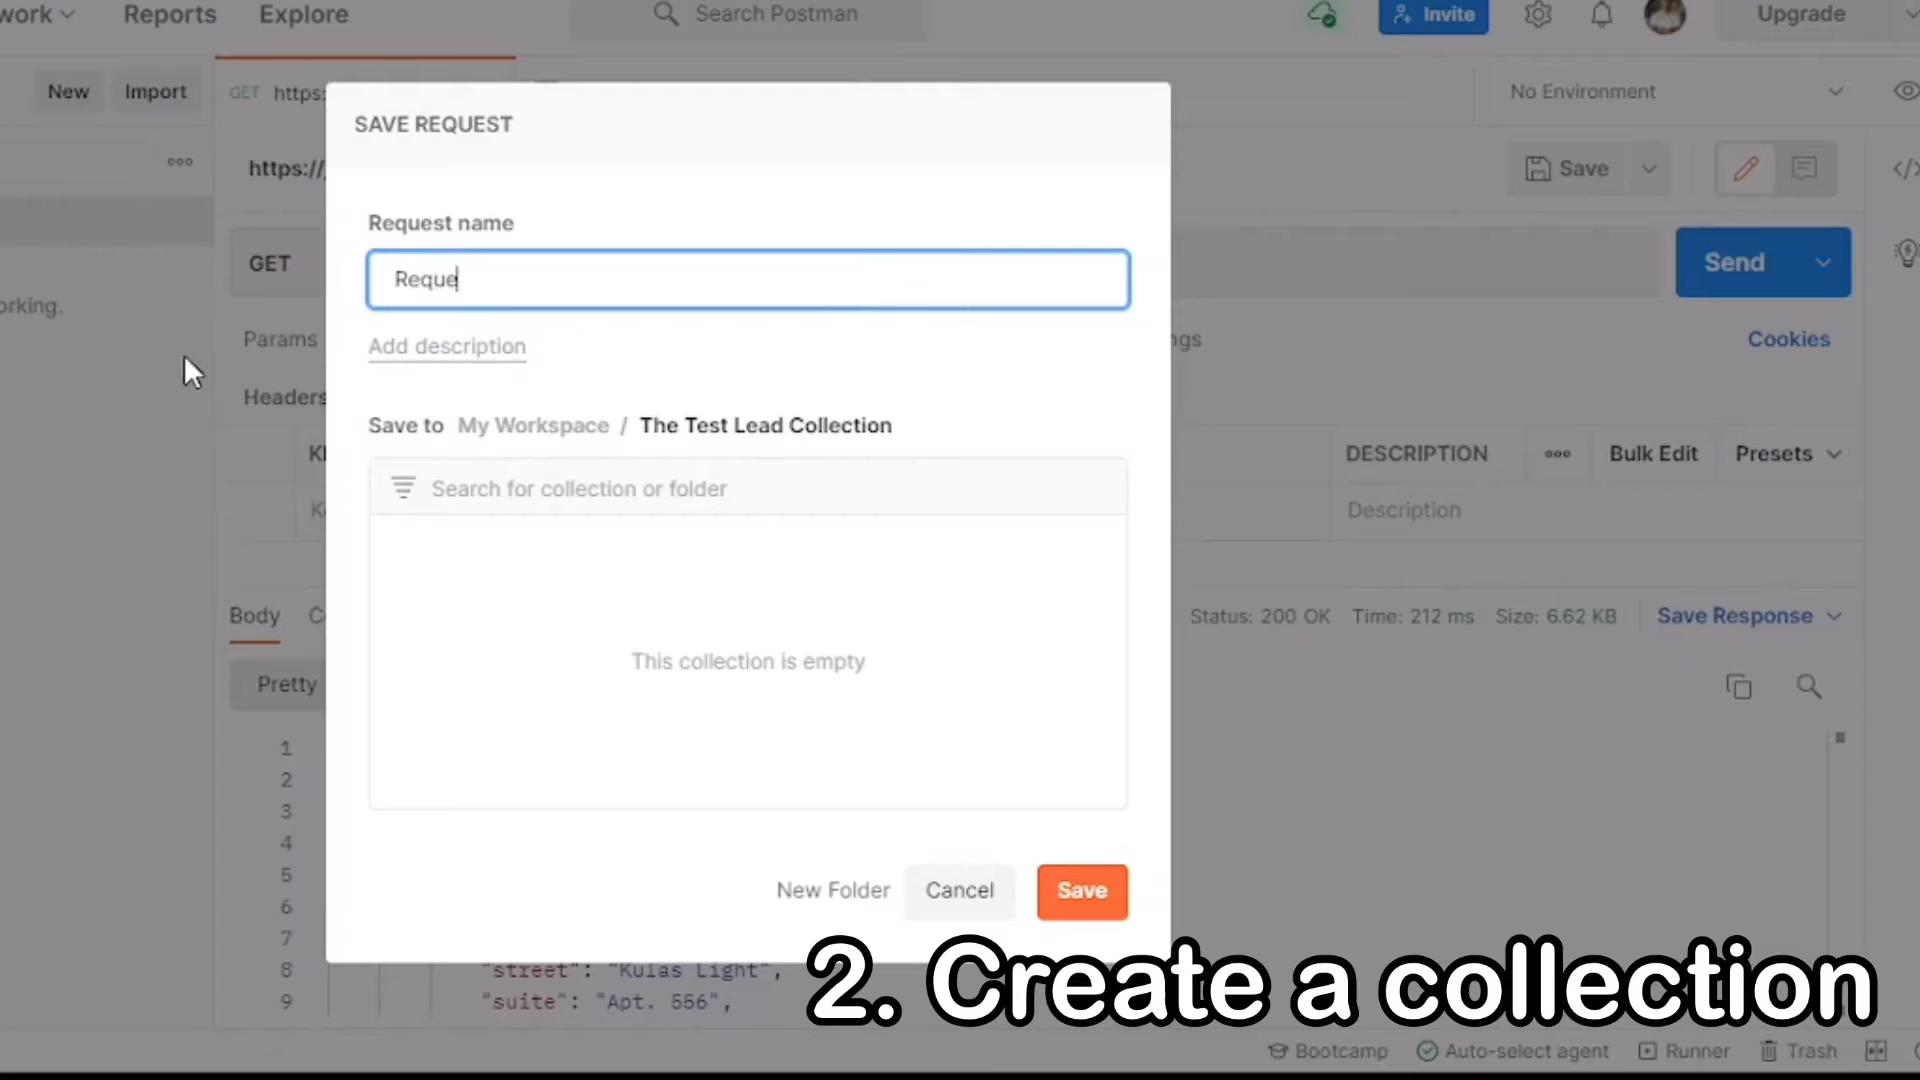 work
Reports
Explore
Search Postman
Invite
Upgrade
New
Import
GET https:
No Environment
SAVE REQUEST
https://
Save
Request name
GET
Reque
Send
orking.
Params
Add description
ngs
Cookies
Headers
Save to My Workspace / The Test Lead Collection
DESCRIPTION
Bulk Edit
Presets
Search for collection or folder
Description
Body
Status: 200 OK Time: 212 ms Size: 6.62 KB
Save Response
This collection is empty
Pretty
1
2
3
4
5
6
7
New Folder
Cancel
Save
8 "street": "Kulas Light",
9 "suite": "Apt. 556",
2. Create a collection
Bootcamp
Auto-select agent
Runner
Trash